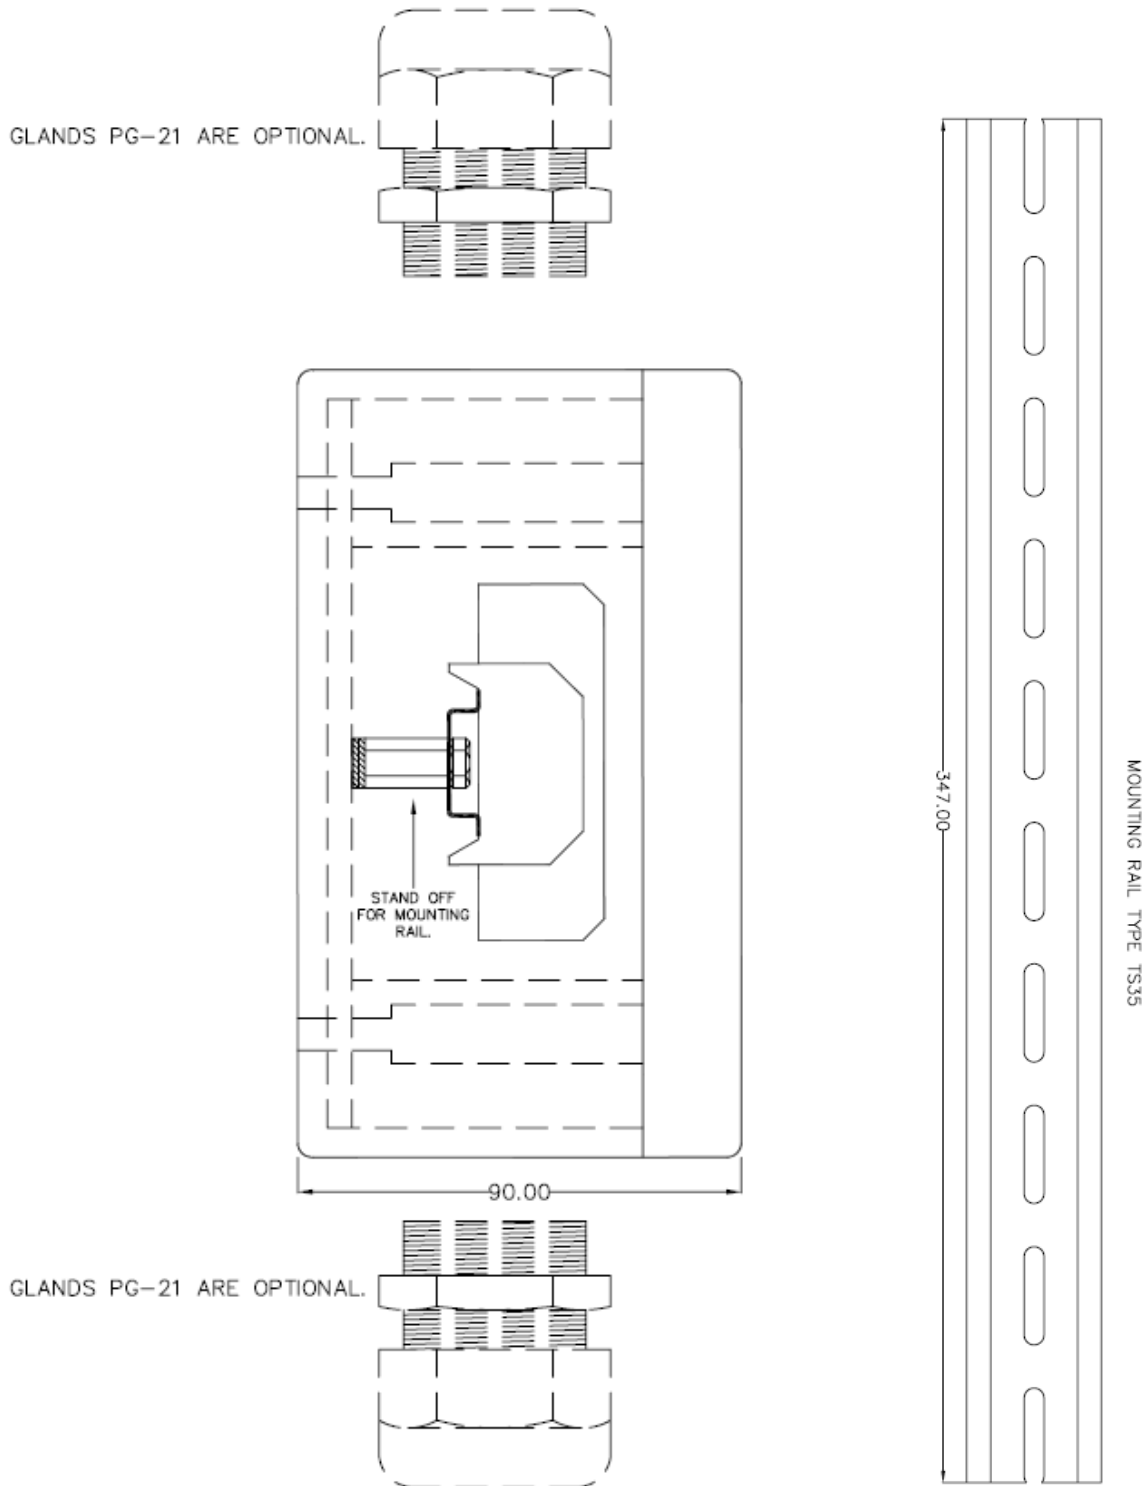 GLANDS PG-21 ARE OPTIONAL.
347.00
MOUNTING RAIL TYPE TS35
STAND OFF
FOR MOUNTING
RAIL.
90.00
GLANDS PG-21 ARE OPTIONAL.